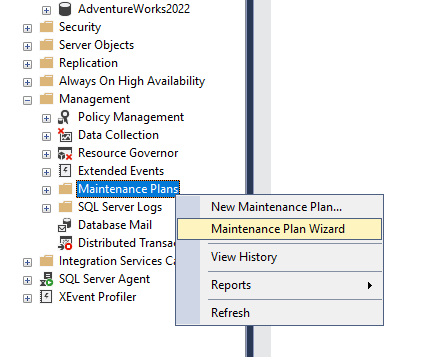 AdventureWorks2022
Security
Server Objects
Replication
Always On High Availability
Management
Policy Management
Data Collection
Resource Governor
Extended Events
Maintenance Plans
SQL Server Logs
Database Mail
Distributed Transac
Integration Services Ca
SQL Server Agent
XEvent Profiler
New Maintenance Plan...
Maintenance Plan Wizard
View History
Reports
Refresh